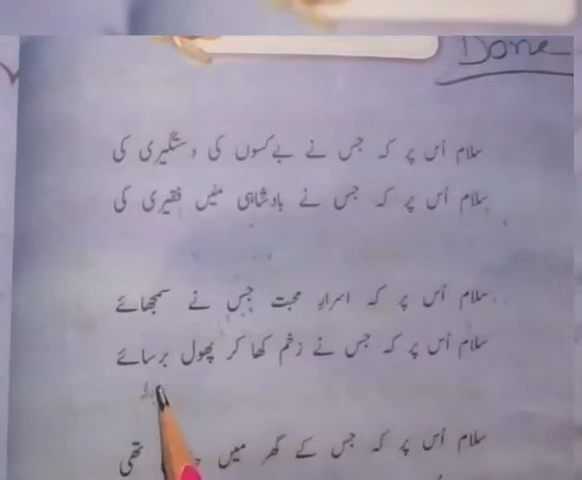 Done
سلام اُس پر کہ جس نے بے کسوں کی دستگیری کی
سلام اُس پر کہ جس نے بادشاہی میں فقیری کی
سلام اُس پر کہ اسرارِ محبت جس نے سمجھائے
سلام اُس پر کہ جس نے زخم کھا کر پھول برسائے
سلام اُس پر کہ جس کے گھر میں تھی